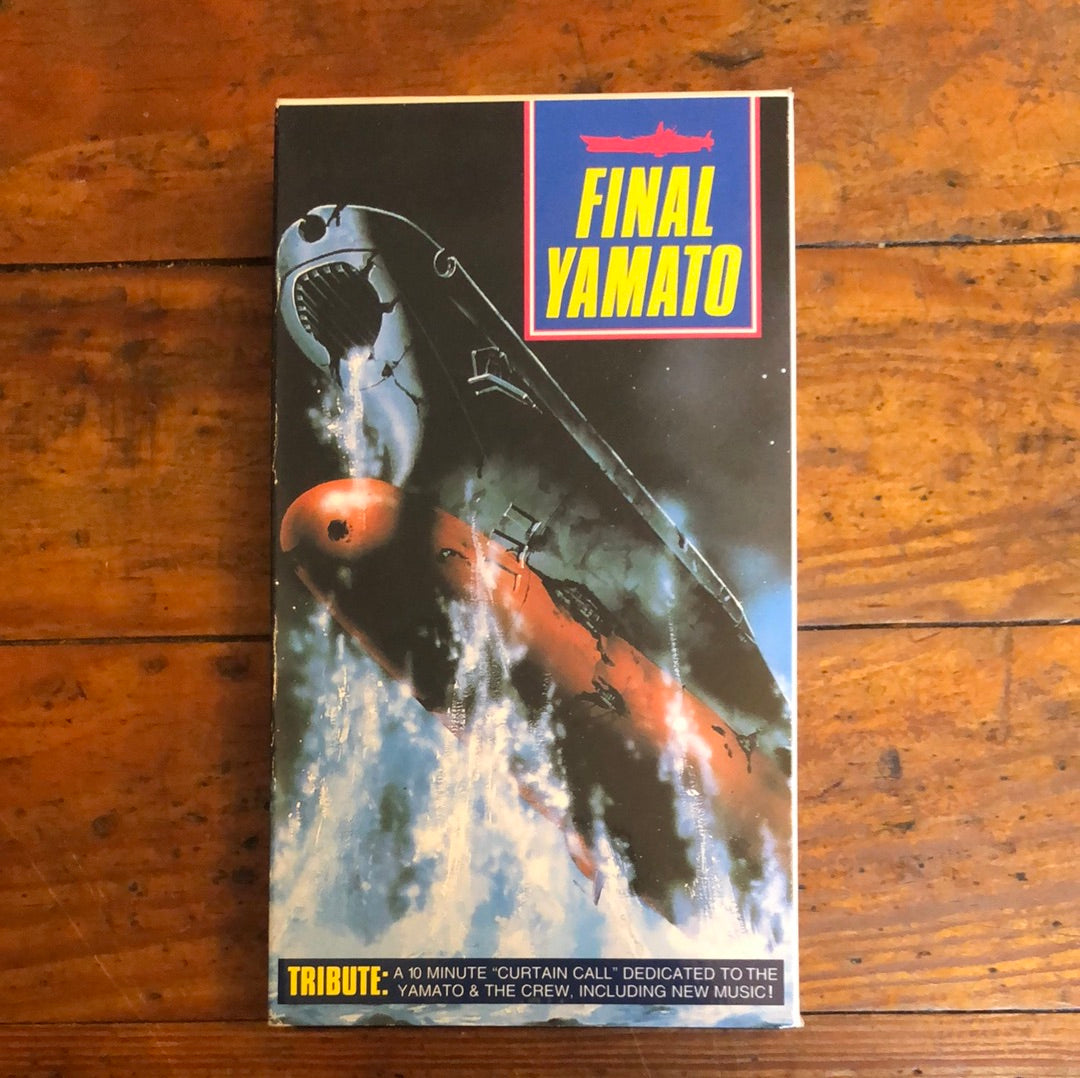 FINAL
YAMATO
TRIBUTE: A 10 MINUTE “CURTAIN CALL” DEDICATED TO THE
YAMATO & THE CREW, INCLUDING NEW MUSIC!